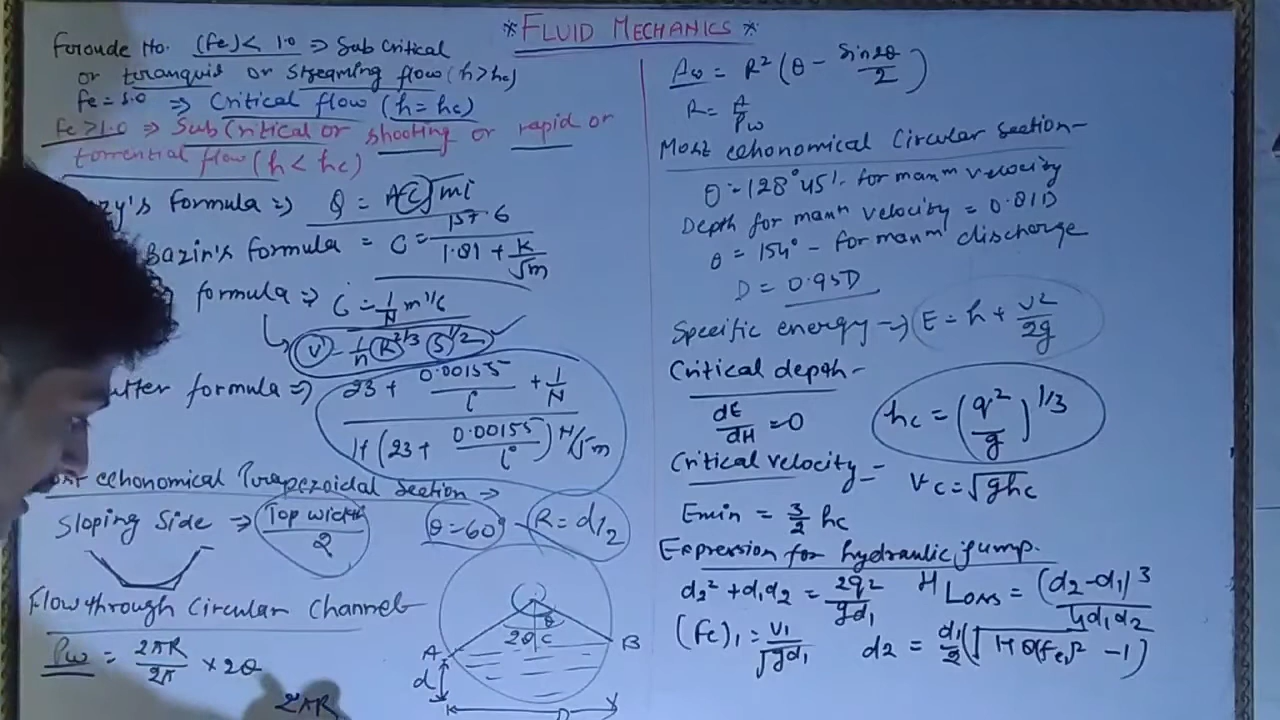 *FLUID MECHANICS*
Foroude No. (Fe) < 1.0 => Sub Critical
or toranquid or streaming flow (h>hc)
Fe = 1.0 => Critical flow (h = hc)
Fe > 1.0 => Sub Critical or shooting or rapid or
torrential flow (h < hc)
zy's formula => Q = AC√mi
Bazin's formula = C = 157.6 / (1.81 + K/√m)
formula => C = 1/N m^1/6
V = 1/n R^2/3 S^1/2
utter formula => (23 + 0.00155/i + 1/N) / (1+(23+ 0.00155/i) N/√m)
echonomical Trapezoidal Section ->
Sloping Side => Top width / 2 θ=60° R = d/2
Flow through Circular Channel-
Pw = 2πR/2π × 2θ
2πR
A B C
θ 2θ
d D
Aw = R² (θ - sin2θ/2)
R = A/Pw
Most echonomical Circular Section-
θ = 128°45'- for maxm velocity
Depth for maxm velocity = 0.81D
θ = 154° - for maxm discharge
D = 0.95D
Specific energy -> E = h + v²/2g
Critical depth-
dE/dH = 0 hc = (q²/g)^1/3
Critical velocity - Vc = √ghc
Emin = 3/2 hc
Expression for hydraulic jump.
d2² + d1d2 = 2q²/gd1 HLoss = (d2-d1)³/4d1d2
(Fe)1 = V1/√gd1 d2 = d1/2 (√1+8(Fe1)² - 1)